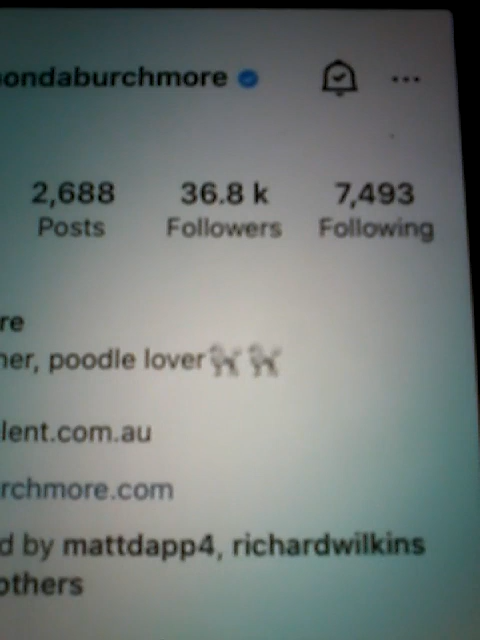 ondaburchmore
2,688 36.8 k 7,493
Posts Followers Following
re
her, poodle lover🐩🐩
lent.com.au
rchmore.com
d by mattdapp4, richardwilkins
others